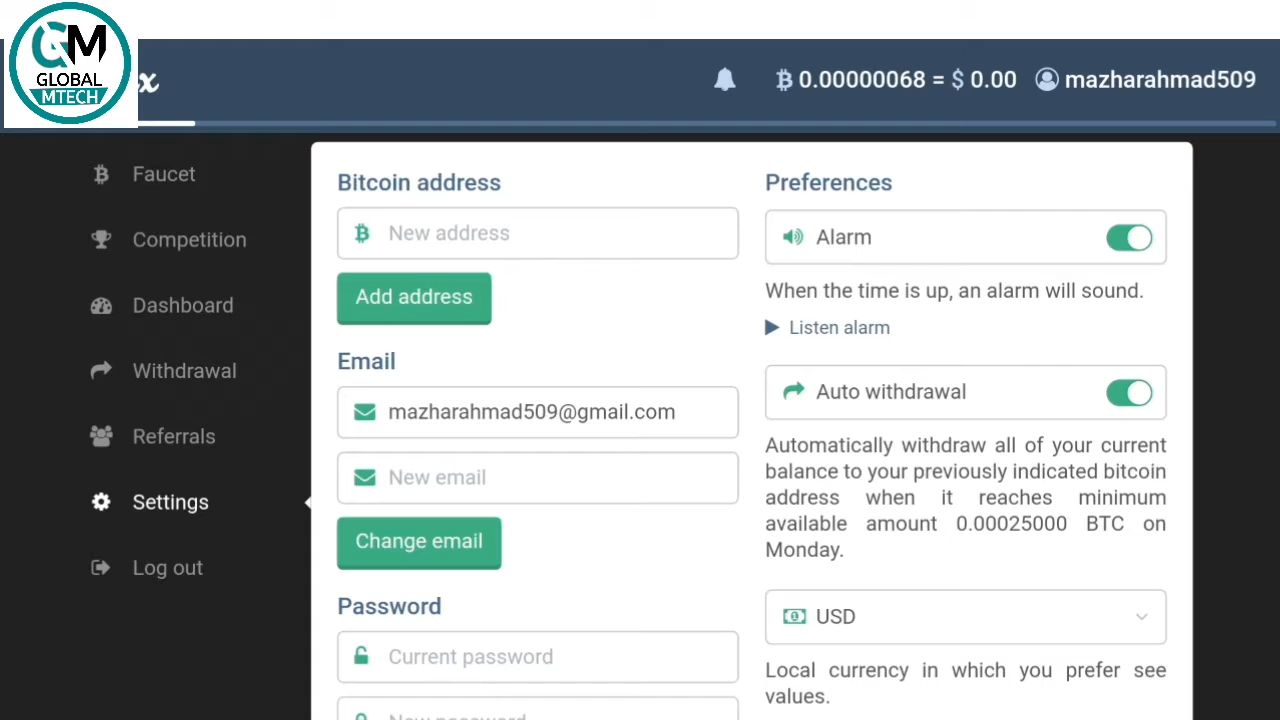 GM
GLOBAL
MTECH
x
0.00000068 = $ 0.00
mazharahmad509
Faucet
Competition
Dashboard
Withdrawal
Referrals
Settings
Log out
Bitcoin address
New address
Add address
Email
mazharahmad509@gmail.com
New email
Change email
Password
Current password
New password
Preferences
Alarm
When the time is up, an alarm will sound.
Listen alarm
Auto withdrawal
Automatically withdraw all of your current
balance to your previously indicated bitcoin
address when it reaches minimum
available amount 0.00025000 BTC on
Monday.
USD
Local currency in which you prefer see
values.